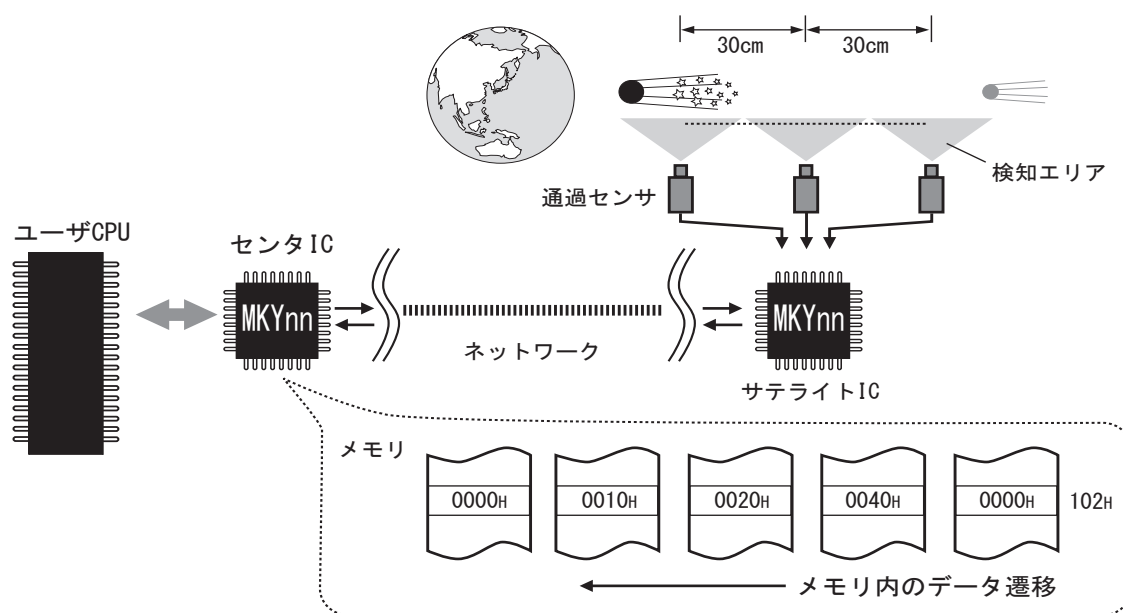 30cm 30cm
検知エリア
通過センサ
ユーザCPU
センタIC
MKYnn
MKYnn
ネットワーク
サテライトIC
メモリ
0000H 0010H 0020H 0040H 0000H 102H
メモリ内のデータ遷移